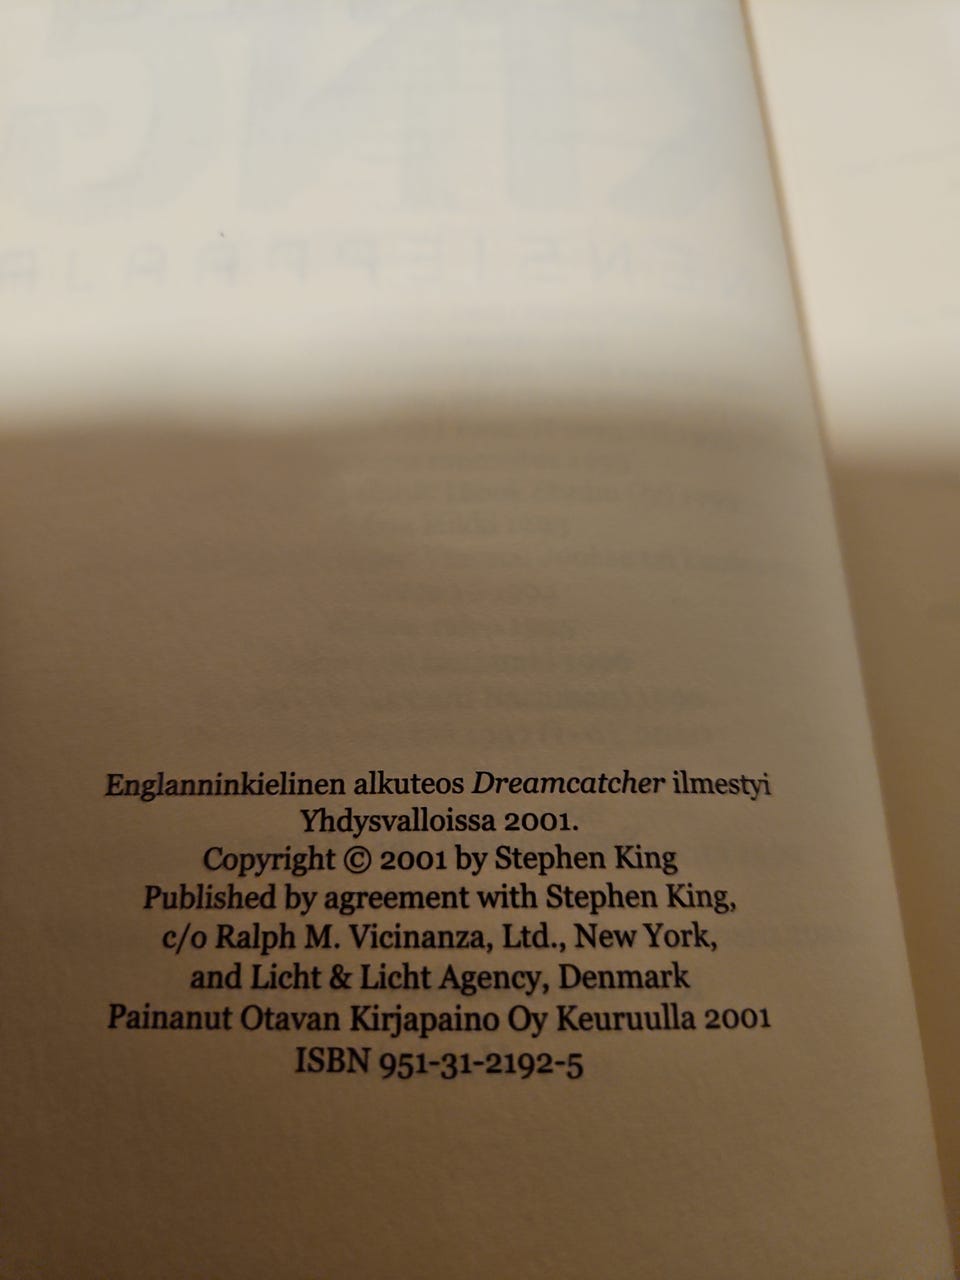 Englanninkielinen alkuteos Dreamcatcher ilmestyi
Yhdysvalloissa 2001.
Copyright © 2001 by Stephen King
Published by agreement with Stephen King,
c/o Ralph M. Vicinanza, Ltd., New York,
and Licht & Licht Agency, Denmark
Painanut Otavan Kirjapaino Oy Keuruulla 2001
ISBN 951-31-2192-5